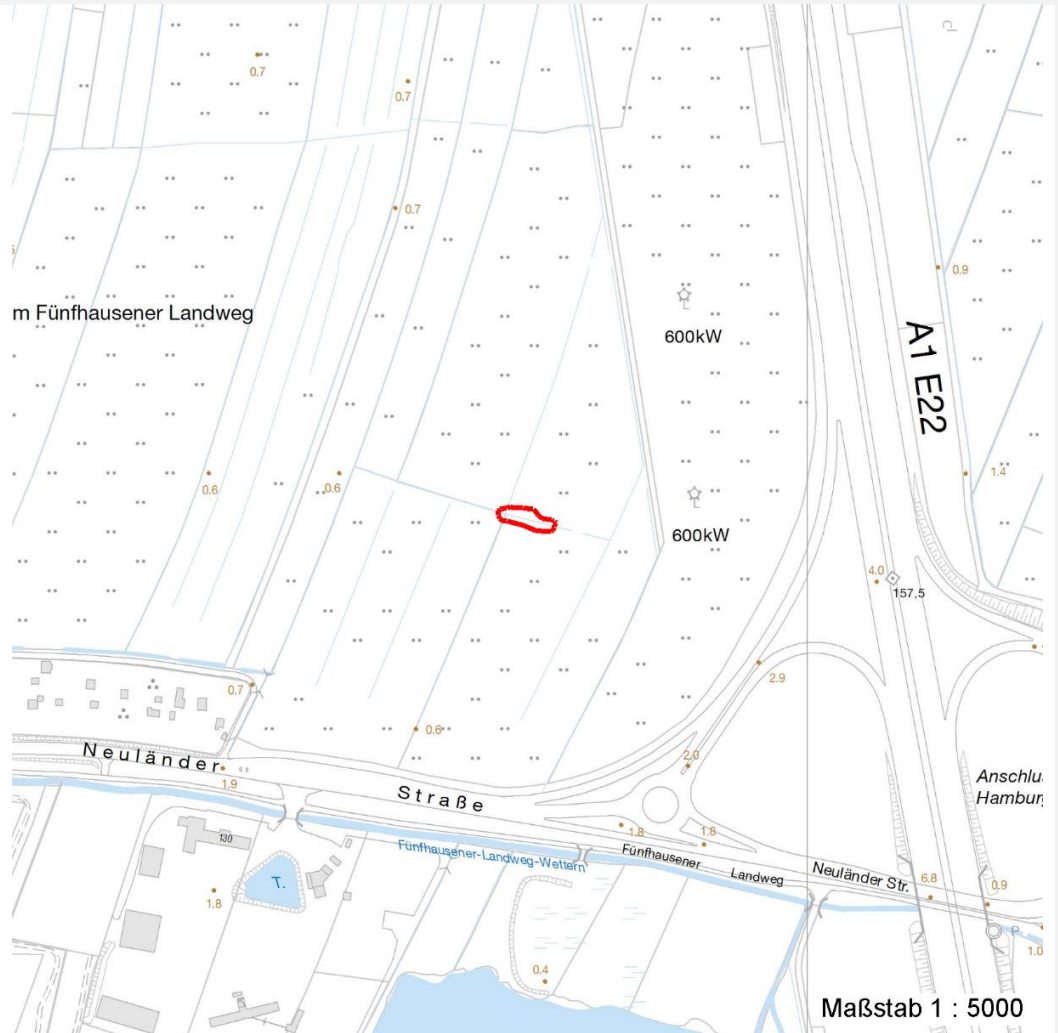 0.7
0.7
0.7
0.9
m Fünfhausener Landweg
600kW
A1 E22
0.6
0.6
1.4
600kW
4.0
157,5
2.9
0.7
0.6
2.0
Neuländer Straße
1.9
Anschlus
Hamburg
1.8
1.8
130
Fünfhausener-Landweg-Wettern
Fünfhausener Landweg
Neuländer Str.
T.
1.8
6.8
0.9
P
0.4
1.0
Maßstab 1 : 5000